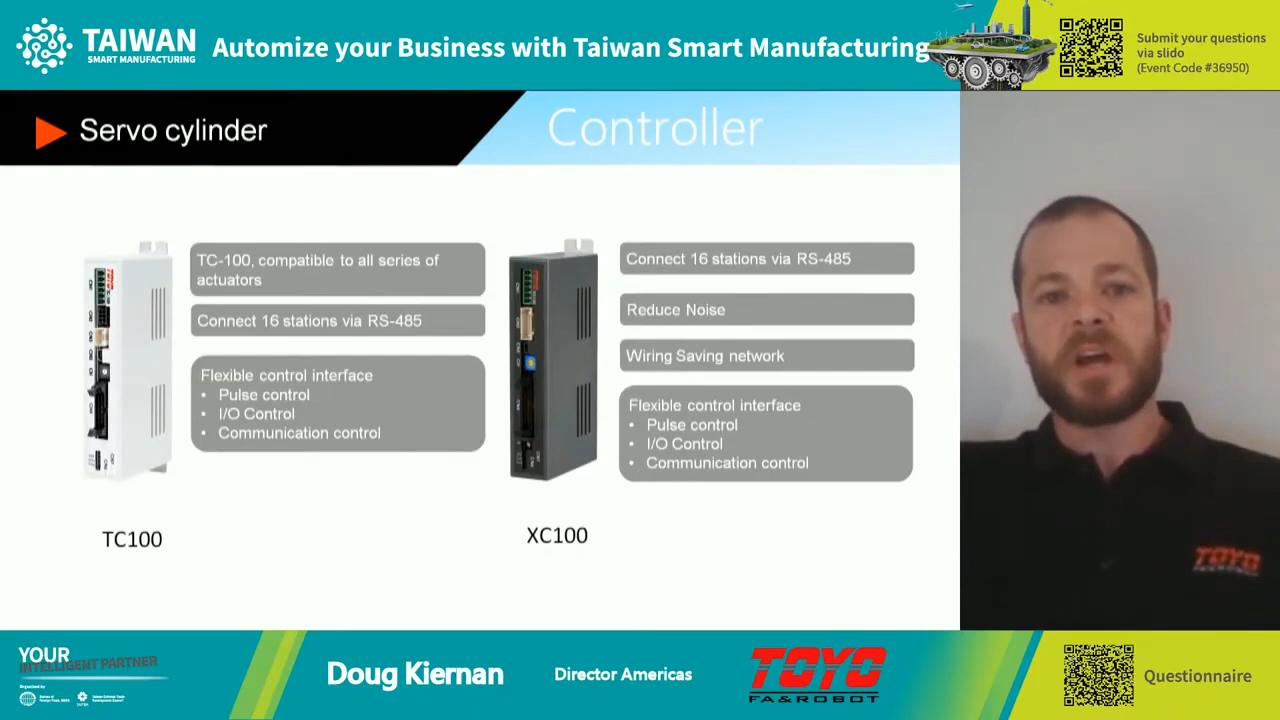 TAIWAN
SMART MANUFACTURING
Automize your Business with Taiwan Smart Manufacturing
Submit your questions
via slido
(Event Code #36950)
Servo cylinder
Controller
TC-100, compatible to all series of
actuators
Connect 16 stations via RS-485
Flexible control interface
• Pulse control
• I/O Control
• Communication control
TC100
Connect 16 stations via RS-485
Reduce Noise
Wiring Saving network
Flexible control interface
• Pulse control
• I/O Control
• Communication control
XC100
TOYO
YOUR
INTELLIGENT PARTNER
Organized by
Doug Kiernan
Director Americas
TOYO
FA&ROBOT
Questionnaire